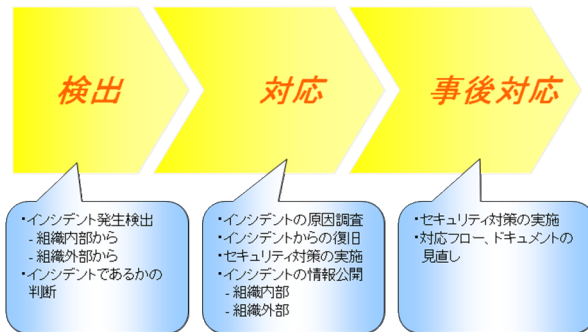 検出
対応
事後対応
・インシデント発生検出
- 組織内部から
- 組織外部から
・インシデントであるかの
判断
・インシデントの原因調査
・インシデントからの復旧
・セキュリティ対策の実施
・インシデントの情報公開
- 組織内部
- 組織外部
・セキュリティ対策の実施
・対応フロー、ドキュメントの
見直し